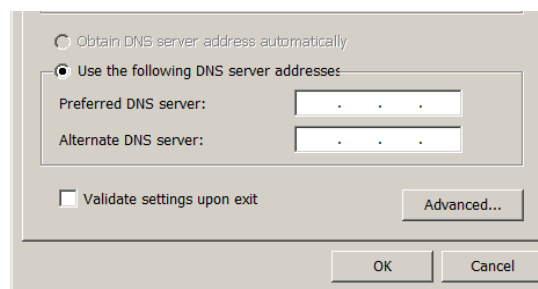 Obtain DNS server address automatically
Use the following DNS server addresses
Preferred DNS server:
. . .
Alternate DNS server:
. . .
Validate settings upon exit
Advanced...
OK
Cancel